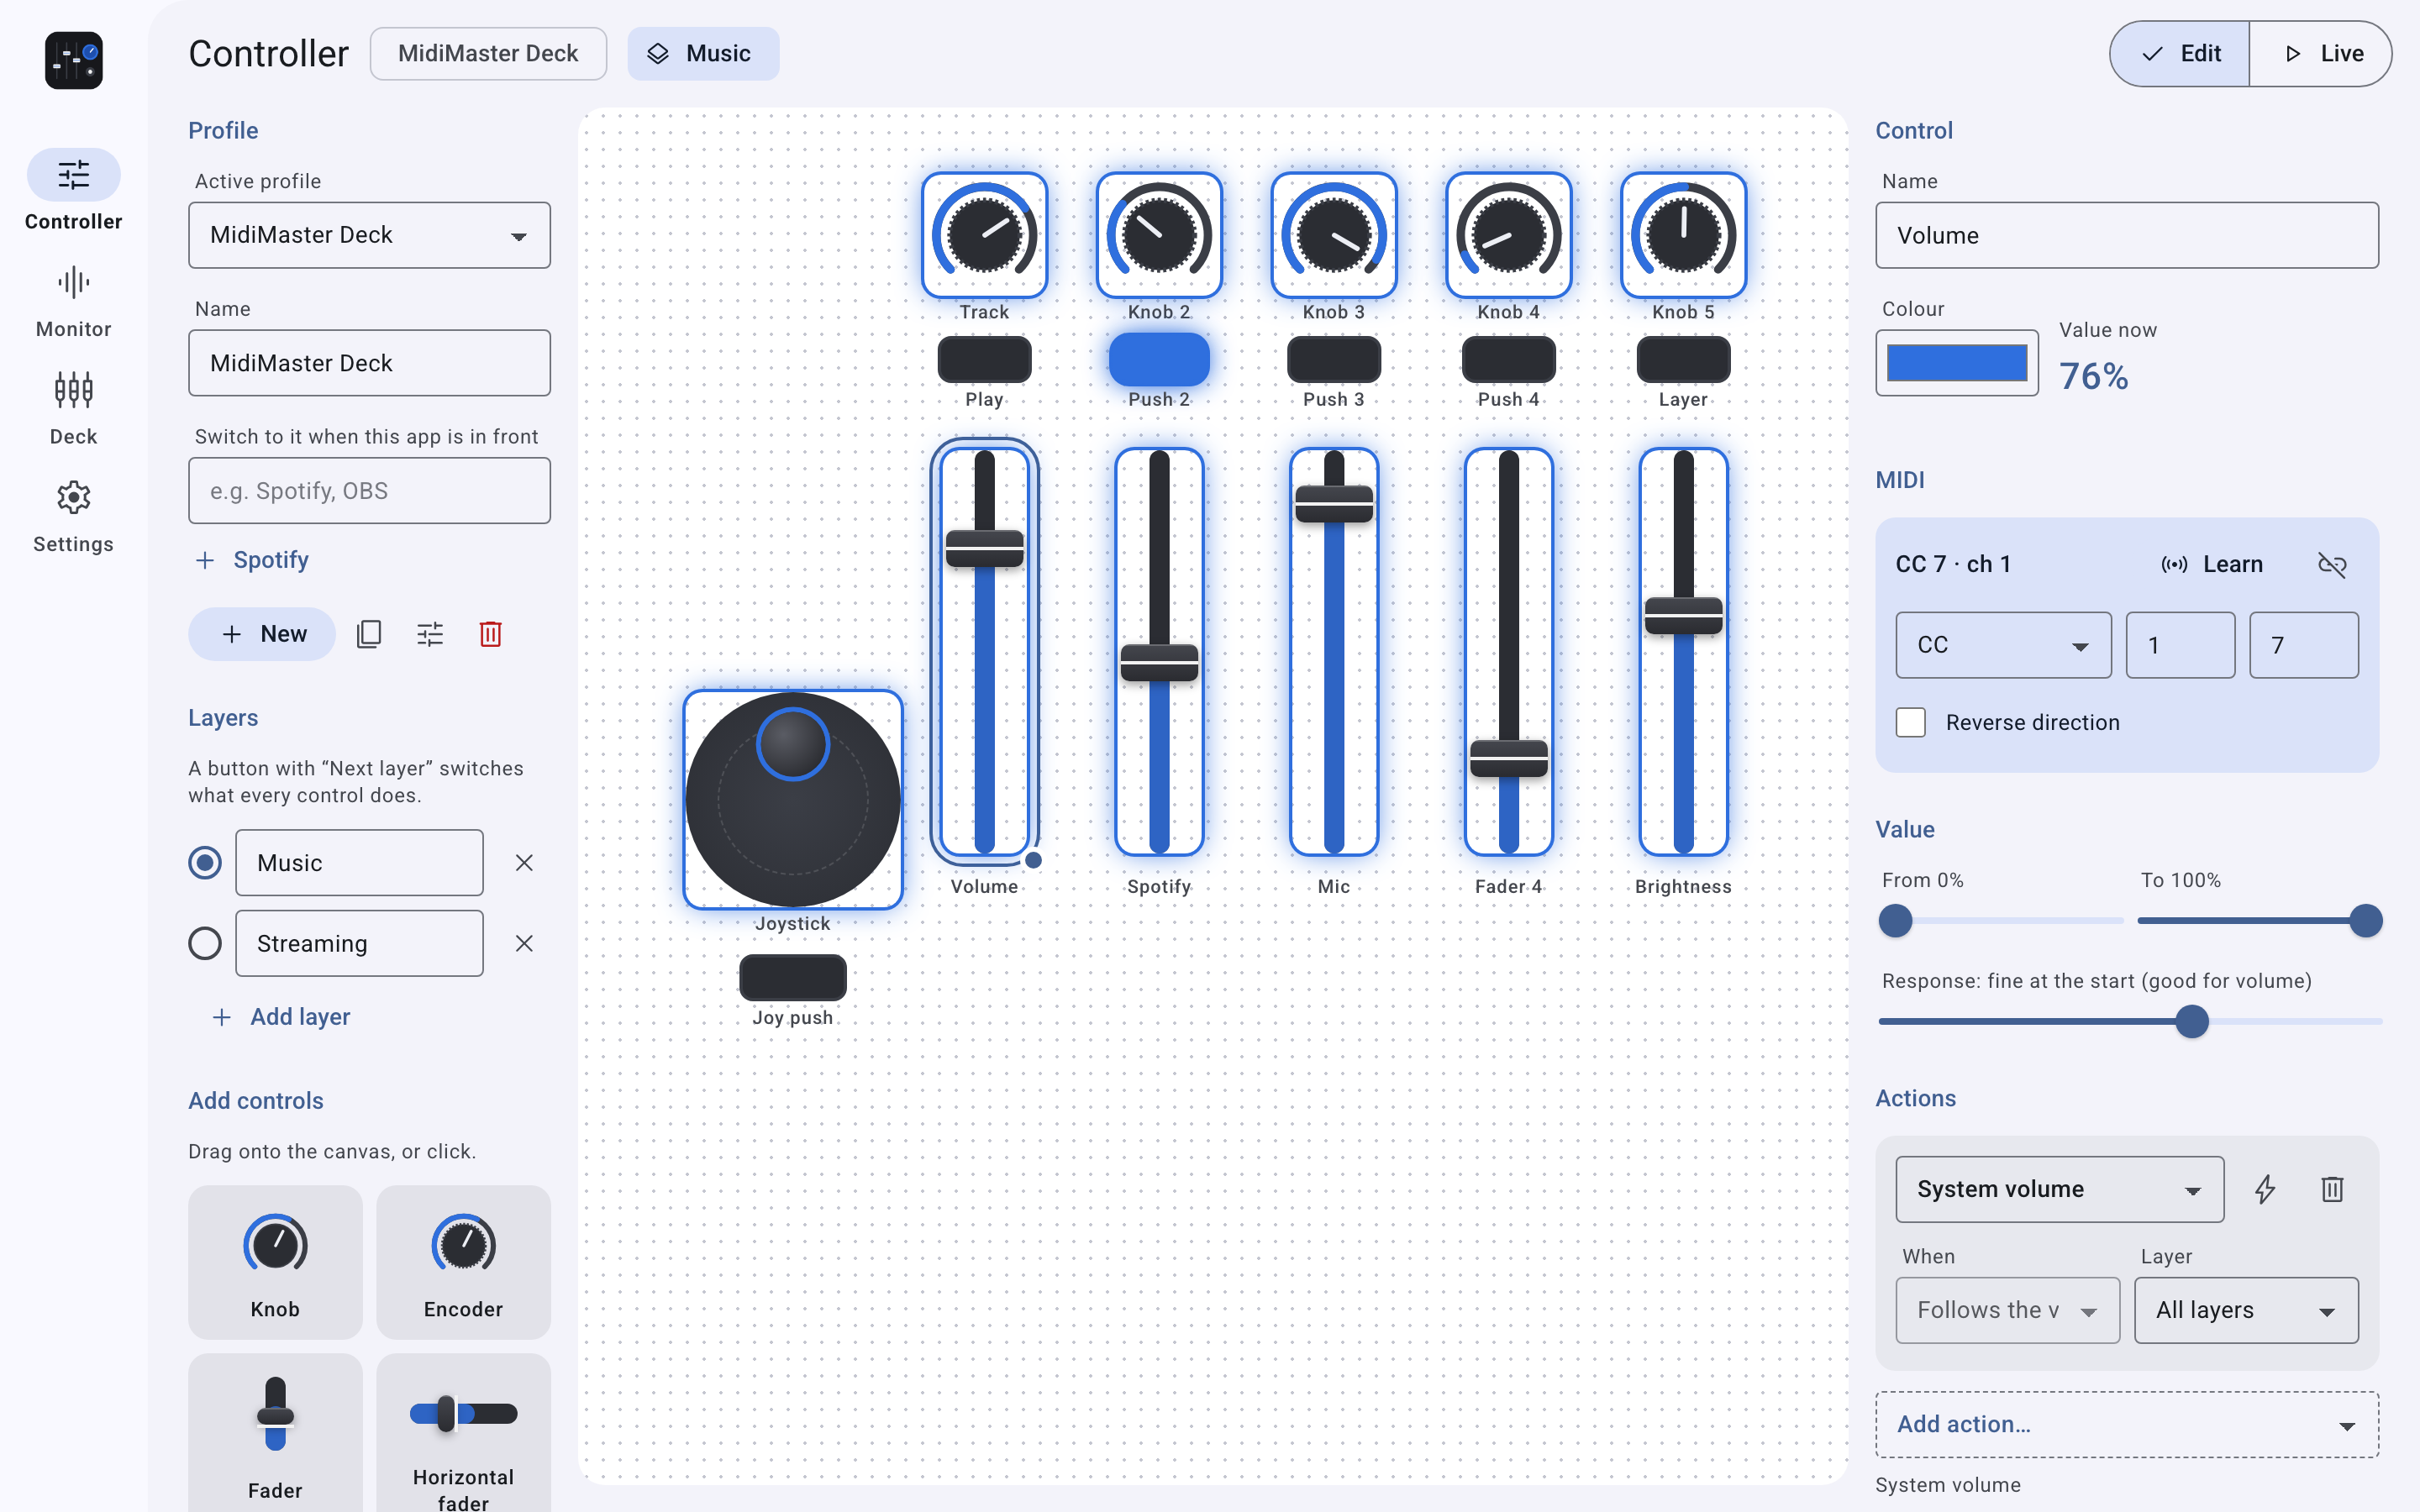 Controller
MidiMaster Deck
Music
Edit
Live
Controller
Monitor
Deck
Settings
Profile
Active profile
MidiMaster Deck
Name
MidiMaster Deck
Switch to it when this app is in front
e.g. Spotify, OBS
Spotify
New
Layers
A button with “Next layer” switches
what every control does.
Music
Streaming
Add layer
Add controls
Drag onto the canvas, or click.
Knob
Encoder
Fader
Horizontal
fader
Track
Knob 2
Knob 3
Knob 4
Knob 5
Play
Push 2
Push 3
Push 4
Layer
Volume
Spotify
Mic
Fader 4
Brightness
Joystick
Joy push
Control
Name
Volume
Colour
Value now
76%
MIDI
CC 7 · ch 1
Learn
CC
1
7
Reverse direction
Value
From 0%
To 100%
Response: fine at the start (good for volume)
Actions
System volume
When
Layer
Follows the v
All layers
Add action…
System volume